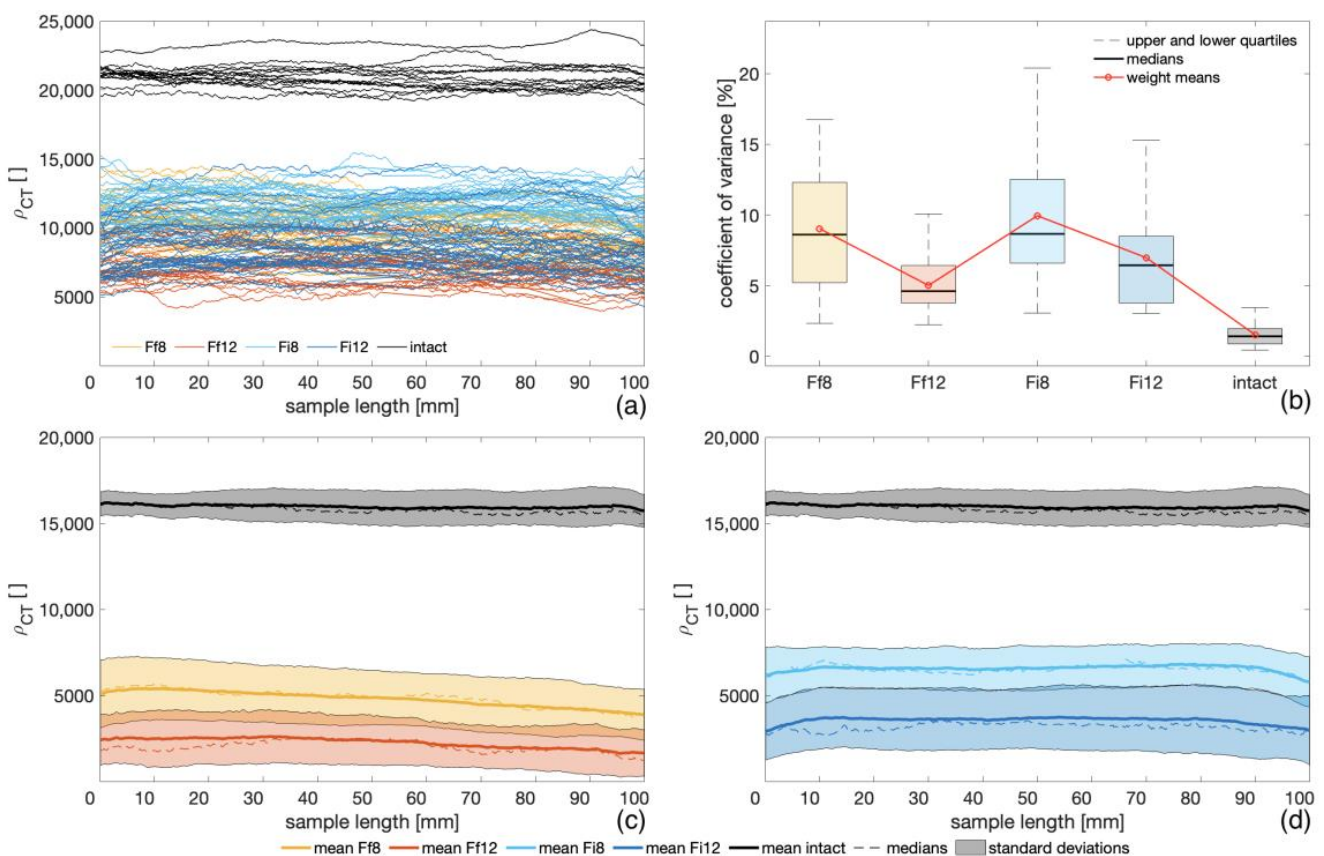 25,000
20,000
15,000
10,000
5000
ρCT [ ]
Ff8 Ff12 Fi8 Fi12 intact
0 10 20 30 40 50 60 70 80 90 100
sample length [mm]
(a)
20
15
10
5
0
coefficient of variance [%]
upper and lower quartiles
medians
weight means
Ff8 Ff12 Fi8 Fi12 intact
(b)
20,000
15,000
10,000
5000
ρCT [ ]
0 10 20 30 40 50 60 70 80 90 100
sample length [mm]
(c)
20,000
15,000
10,000
5000
ρCT [ ]
0 10 20 30 40 50 60 70 80 90 100
sample length [mm]
(d)
mean Ff8 mean Ff12 mean Fi8 mean Fi12 mean intact medians standard deviations